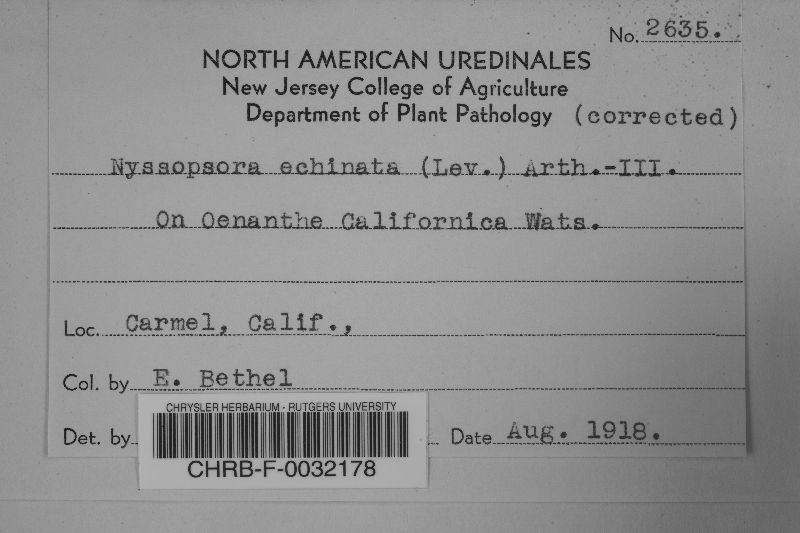 No. 2635.
NORTH AMERICAN UREDINALES
New Jersey College of Agriculture
Department of Plant Pathology (corrected)
Nyssopsora echinata (Lev.) Arth.-III.
On Oenanthe Californica Wats.
Loc. Carmel, Calif.,
Col. by E. Bethel
Det. by Date Aug. 1918.
CHRYSLER HERBARIUM - RUTGERS UNIVERSITY
CHRB-F-0032178